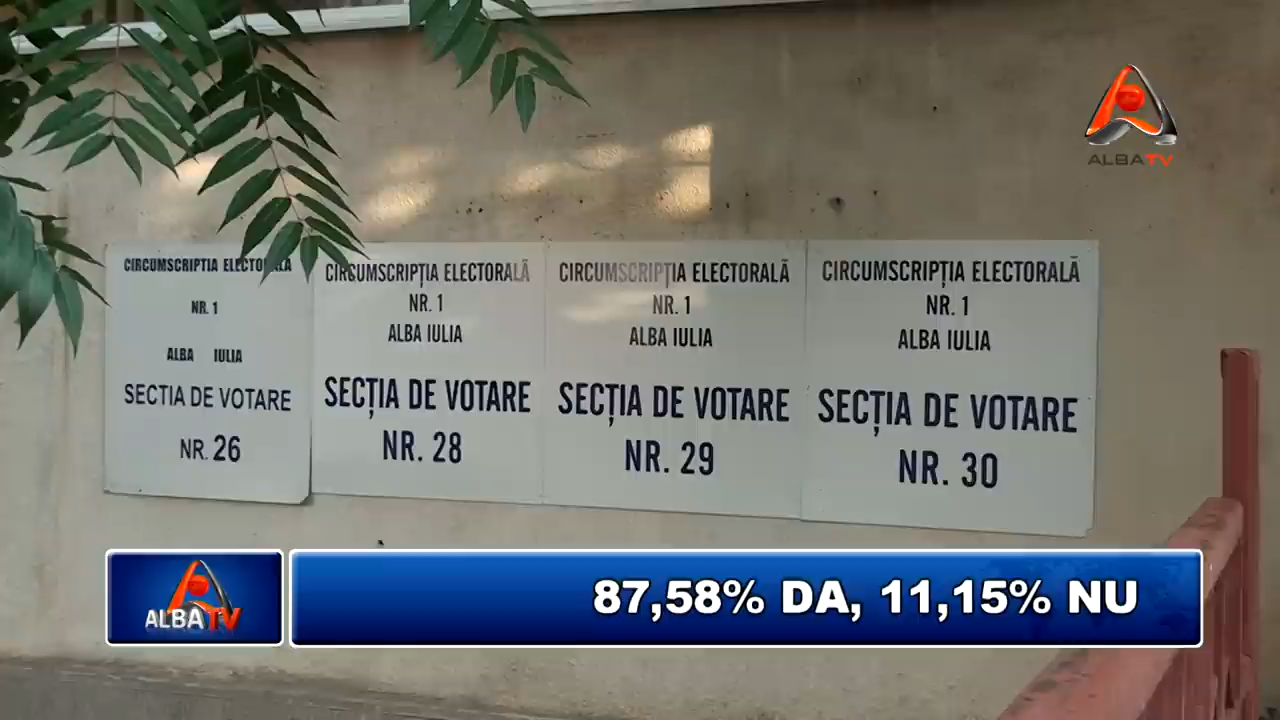 ALBATV
CIRCUMSCRIPTIA ELECTORALA
NR. 1
ALBA IULIA
SECTIA DE VOTARE
NR. 26
CIRCUMSCRIPȚIA ELECTORALĂ
NR. 1
ALBA IULIA
SECȚIA DE VOTARE
NR. 28
CIRCUMSCRIPȚIA ELECTORALĂ
NR. 1
ALBA IULIA
SECȚIA DE VOTARE
NR. 29
CIRCUMSCRIPȚIA ELECTORALĂ
NR. 1
ALBA IULIA
SECȚIA DE VOTARE
NR. 30
ALBATV
87,58% DA, 11,15% NU